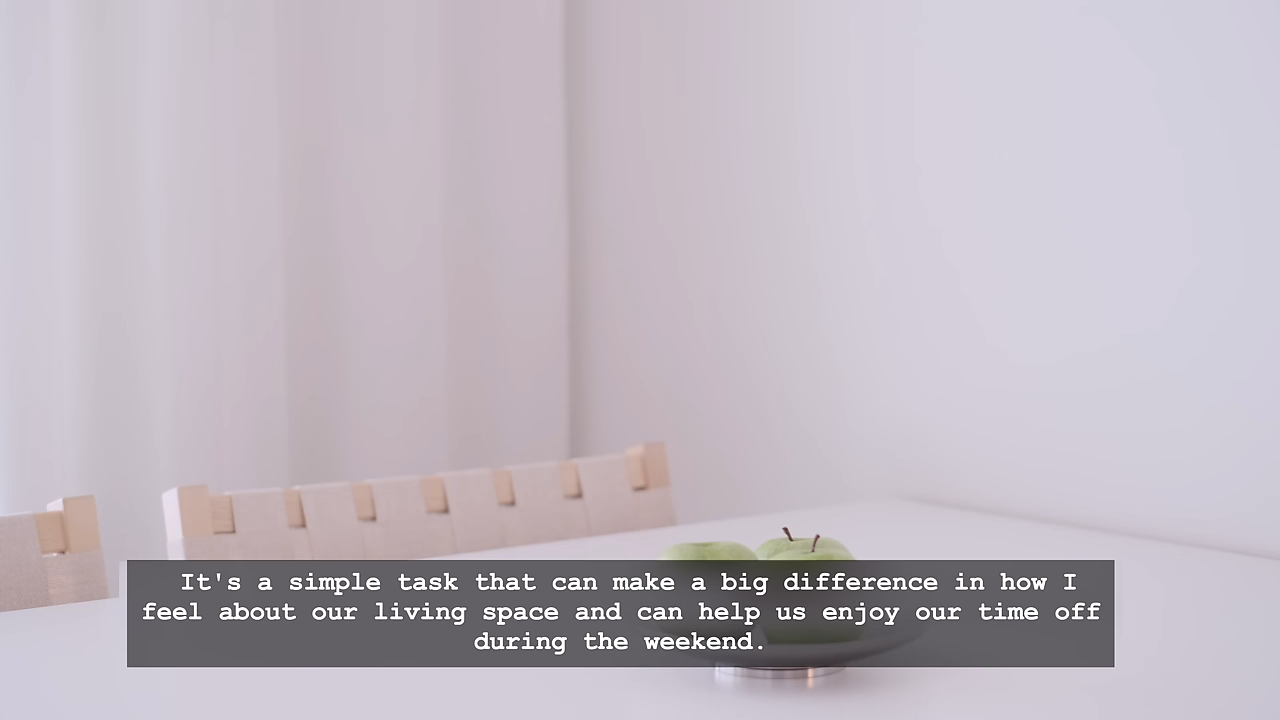 It's a simple task that can make a big difference in how I
feel about our living space and can help us enjoy our time off
during the weekend.